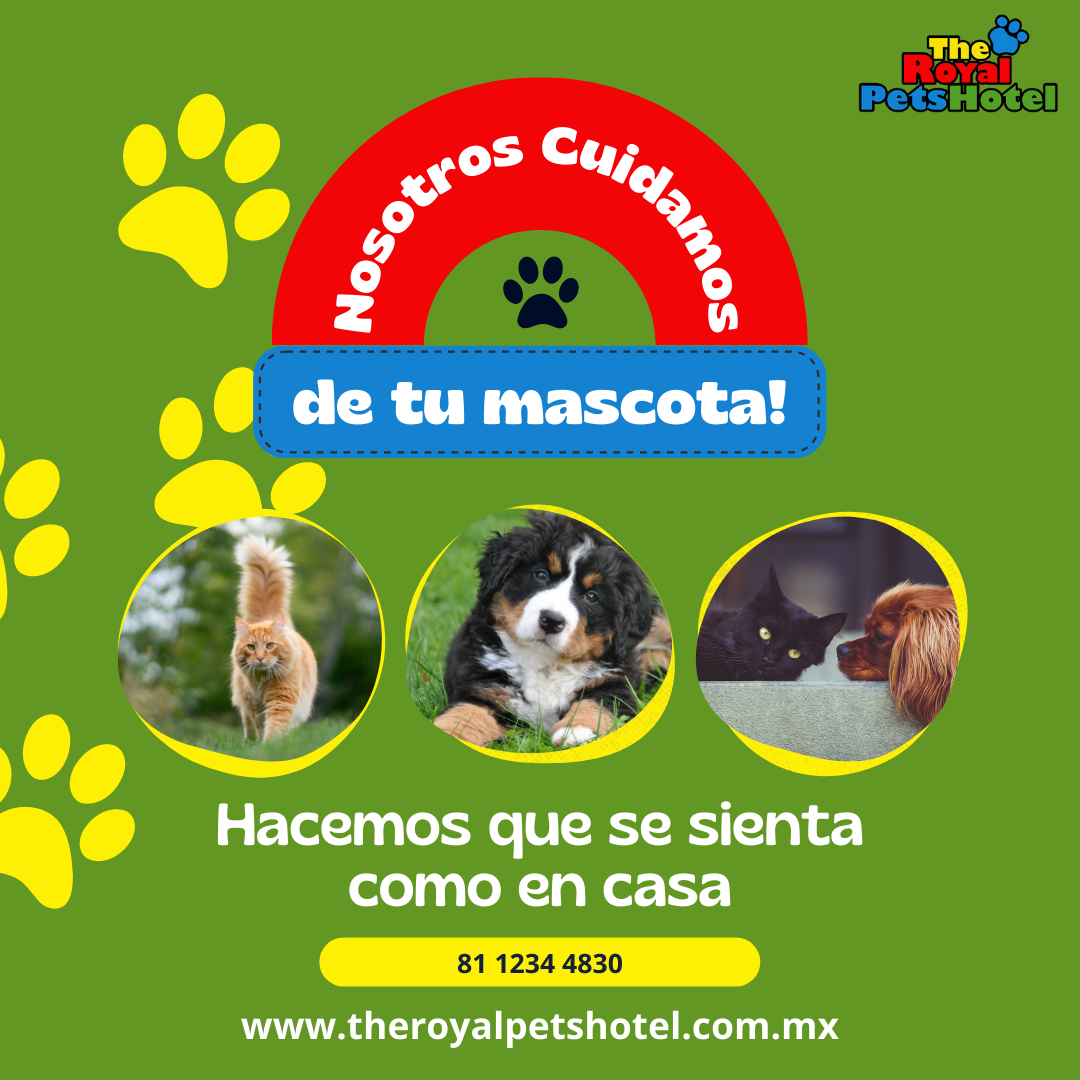 The
Royal
PetsHotel
Nosotros Cuidamos
de tu mascota!
Hacemos que se sienta
como en casa
81 1234 4830
www.theroyalpetshotel.com.mx